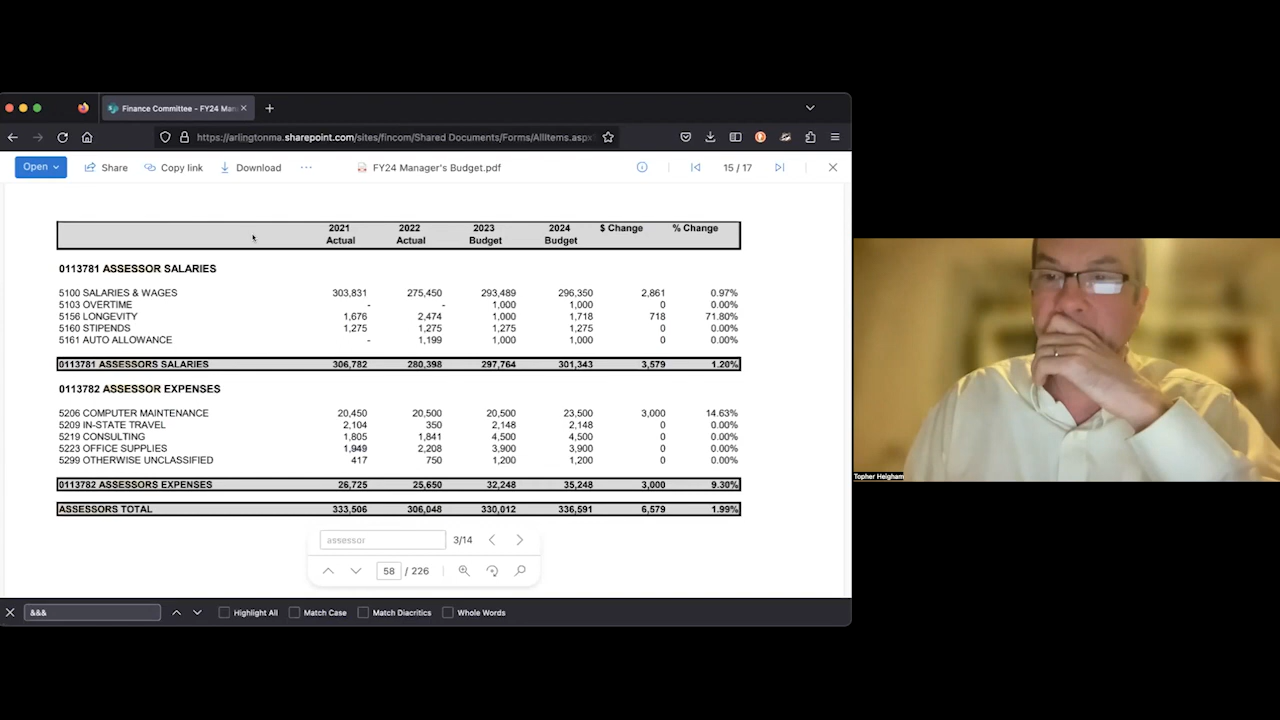 Finance Committee - FY24 Man
https://arlingtonma.sharepoint.com/sites/fincom/Shared Documents/Forms/AllItems.aspx
Open Share Copy link Download ... FY24 Manager's Budget.pdf 15 / 17
2021 2022 2023 2024 $ Change % Change
Actual Actual Budget Budget
0113781 ASSESSOR SALARIES
5100 SALARIES & WAGES 303,831 275,450 293,489 296,350 2,861 0.97%
5103 OVERTIME - - 1,000 1,000 0 0.00%
5156 LONGEVITY 1,676 2,474 1,000 1,718 718 71.80%
5160 STIPENDS 1,275 1,275 1,275 1,275 0 0.00%
5161 AUTO ALLOWANCE - 1,199 1,000 1,000 0 0.00%
0113781 ASSESSORS SALARIES 306,782 280,398 297,764 301,343 3,579 1.20%
0113782 ASSESSOR EXPENSES
5206 COMPUTER MAINTENANCE 20,450 20,500 20,500 23,500 3,000 14.63%
5209 IN-STATE TRAVEL 2,104 350 2,148 2,148 0 0.00%
5219 CONSULTING 1,805 1,841 4,500 4,500 0 0.00%
5223 OFFICE SUPPLIES 1,949 2,208 3,900 3,900 0 0.00%
5299 OTHERWISE UNCLASSIFIED 417 750 1,200 1,200 0 0.00%
0113782 ASSESSORS EXPENSES 26,725 25,650 32,248 35,248 3,000 9.30%
ASSESSORS TOTAL 333,506 306,048 330,012 336,591 6,579 1.99%
assessor 3/14
58 / 226
&&& Highlight All Match Case Match Diacritics Whole Words
Topher Heigham